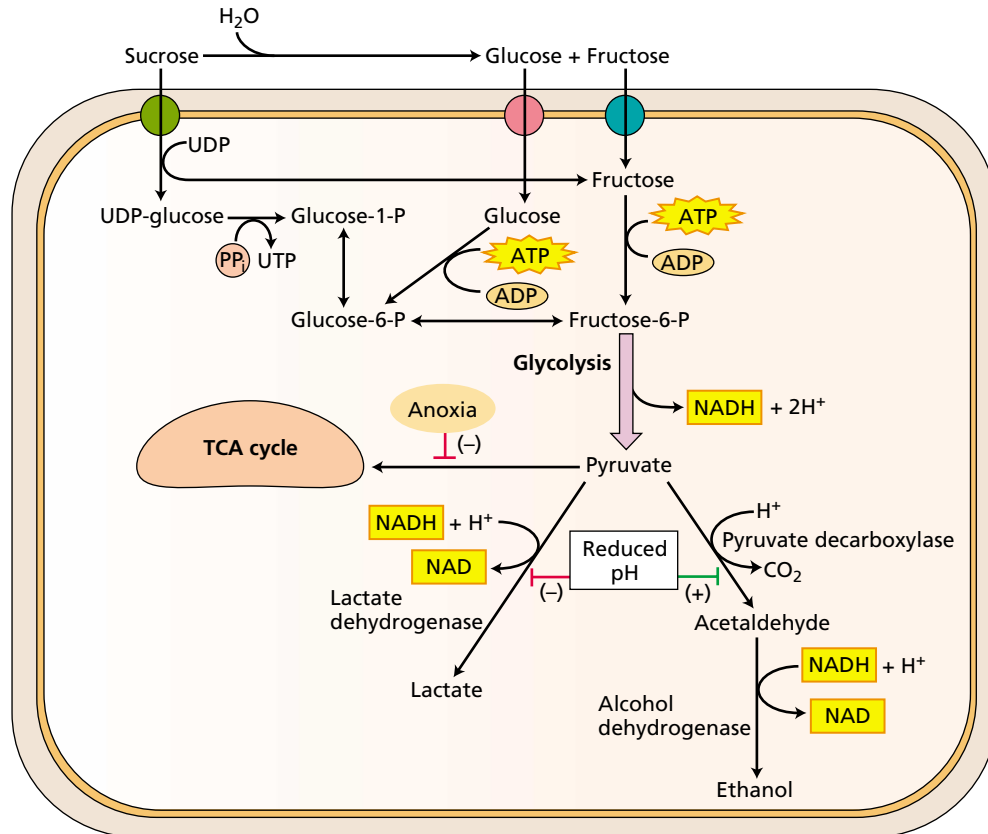 H₂O
Sucrose
Glucose + Fructose
UDP
Fructose
UDP-glucose
Glucose-1-P
Glucose
ATP
PPi
UTP
ATP
ADP
ADP
Glucose-6-P
Fructose-6-P
Glycolysis
Anoxia
NADH + 2H⁺
(–)
TCA cycle
Pyruvate
NADH + H⁺
H⁺
Reduced
pH
Pyruvate decarboxylase
NAD
CO₂
(–)
(+)
Lactate
dehydrogenase
Acetaldehyde
NADH + H⁺
Lactate
Alcohol
dehydrogenase
NAD
Ethanol